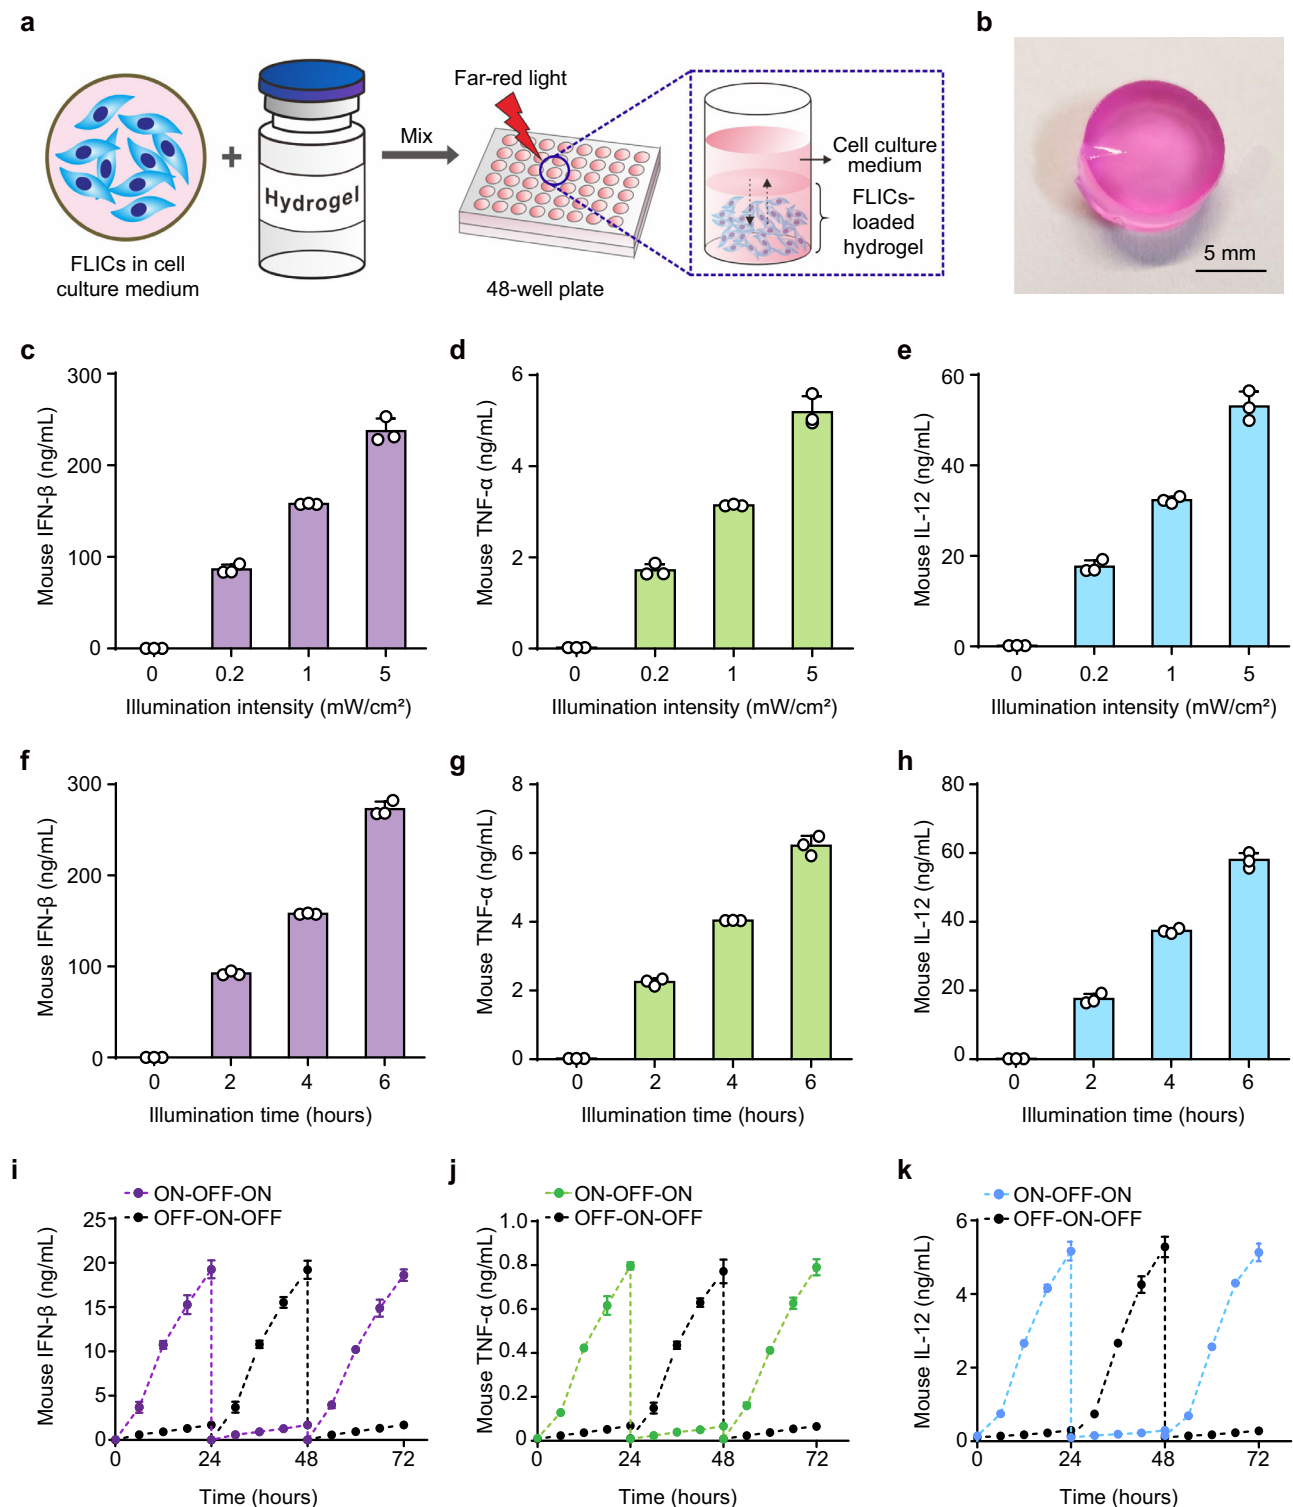 a
b
Far-red light
Mix
Hydrogel
Cell culture
medium
FLICs-
loaded
hydrogel
FLICs in cell
culture medium
48-well plate
5 mm
c
d
e
Mouse IFN-β (ng/mL)
300
200
100
0
0 0.2 1 5
Illumination intensity (mW/cm²)
Mouse TNF-α (ng/mL)
6
4
2
0
0 0.2 1 5
Illumination intensity (mW/cm²)
Mouse IL-12 (ng/mL)
60
40
20
0
0 0.2 1 5
Illumination intensity (mW/cm²)
f
g
h
Mouse IFN-β (ng/mL)
300
200
100
0
0 2 4 6
Illumination time (hours)
Mouse TNF-α (ng/mL)
8
6
4
2
0
0 2 4 6
Illumination time (hours)
Mouse IL-12 (ng/mL)
80
60
40
20
0
0 2 4 6
Illumination time (hours)
i
j
k
ON-OFF-ON
OFF-ON-OFF
Mouse IFN-β (ng/mL)
25
20
15
10
5
0
0 24 48 72
Time (hours)
ON-OFF-ON
OFF-ON-OFF
Mouse TNF-α (ng/mL)
1.0
0.8
0.6
0.4
0.2
0
0 24 48 72
Time (hours)
ON-OFF-ON
OFF-ON-OFF
Mouse IL-12 (ng/mL)
6
4
2
0
0 24 48 72
Time (hours)